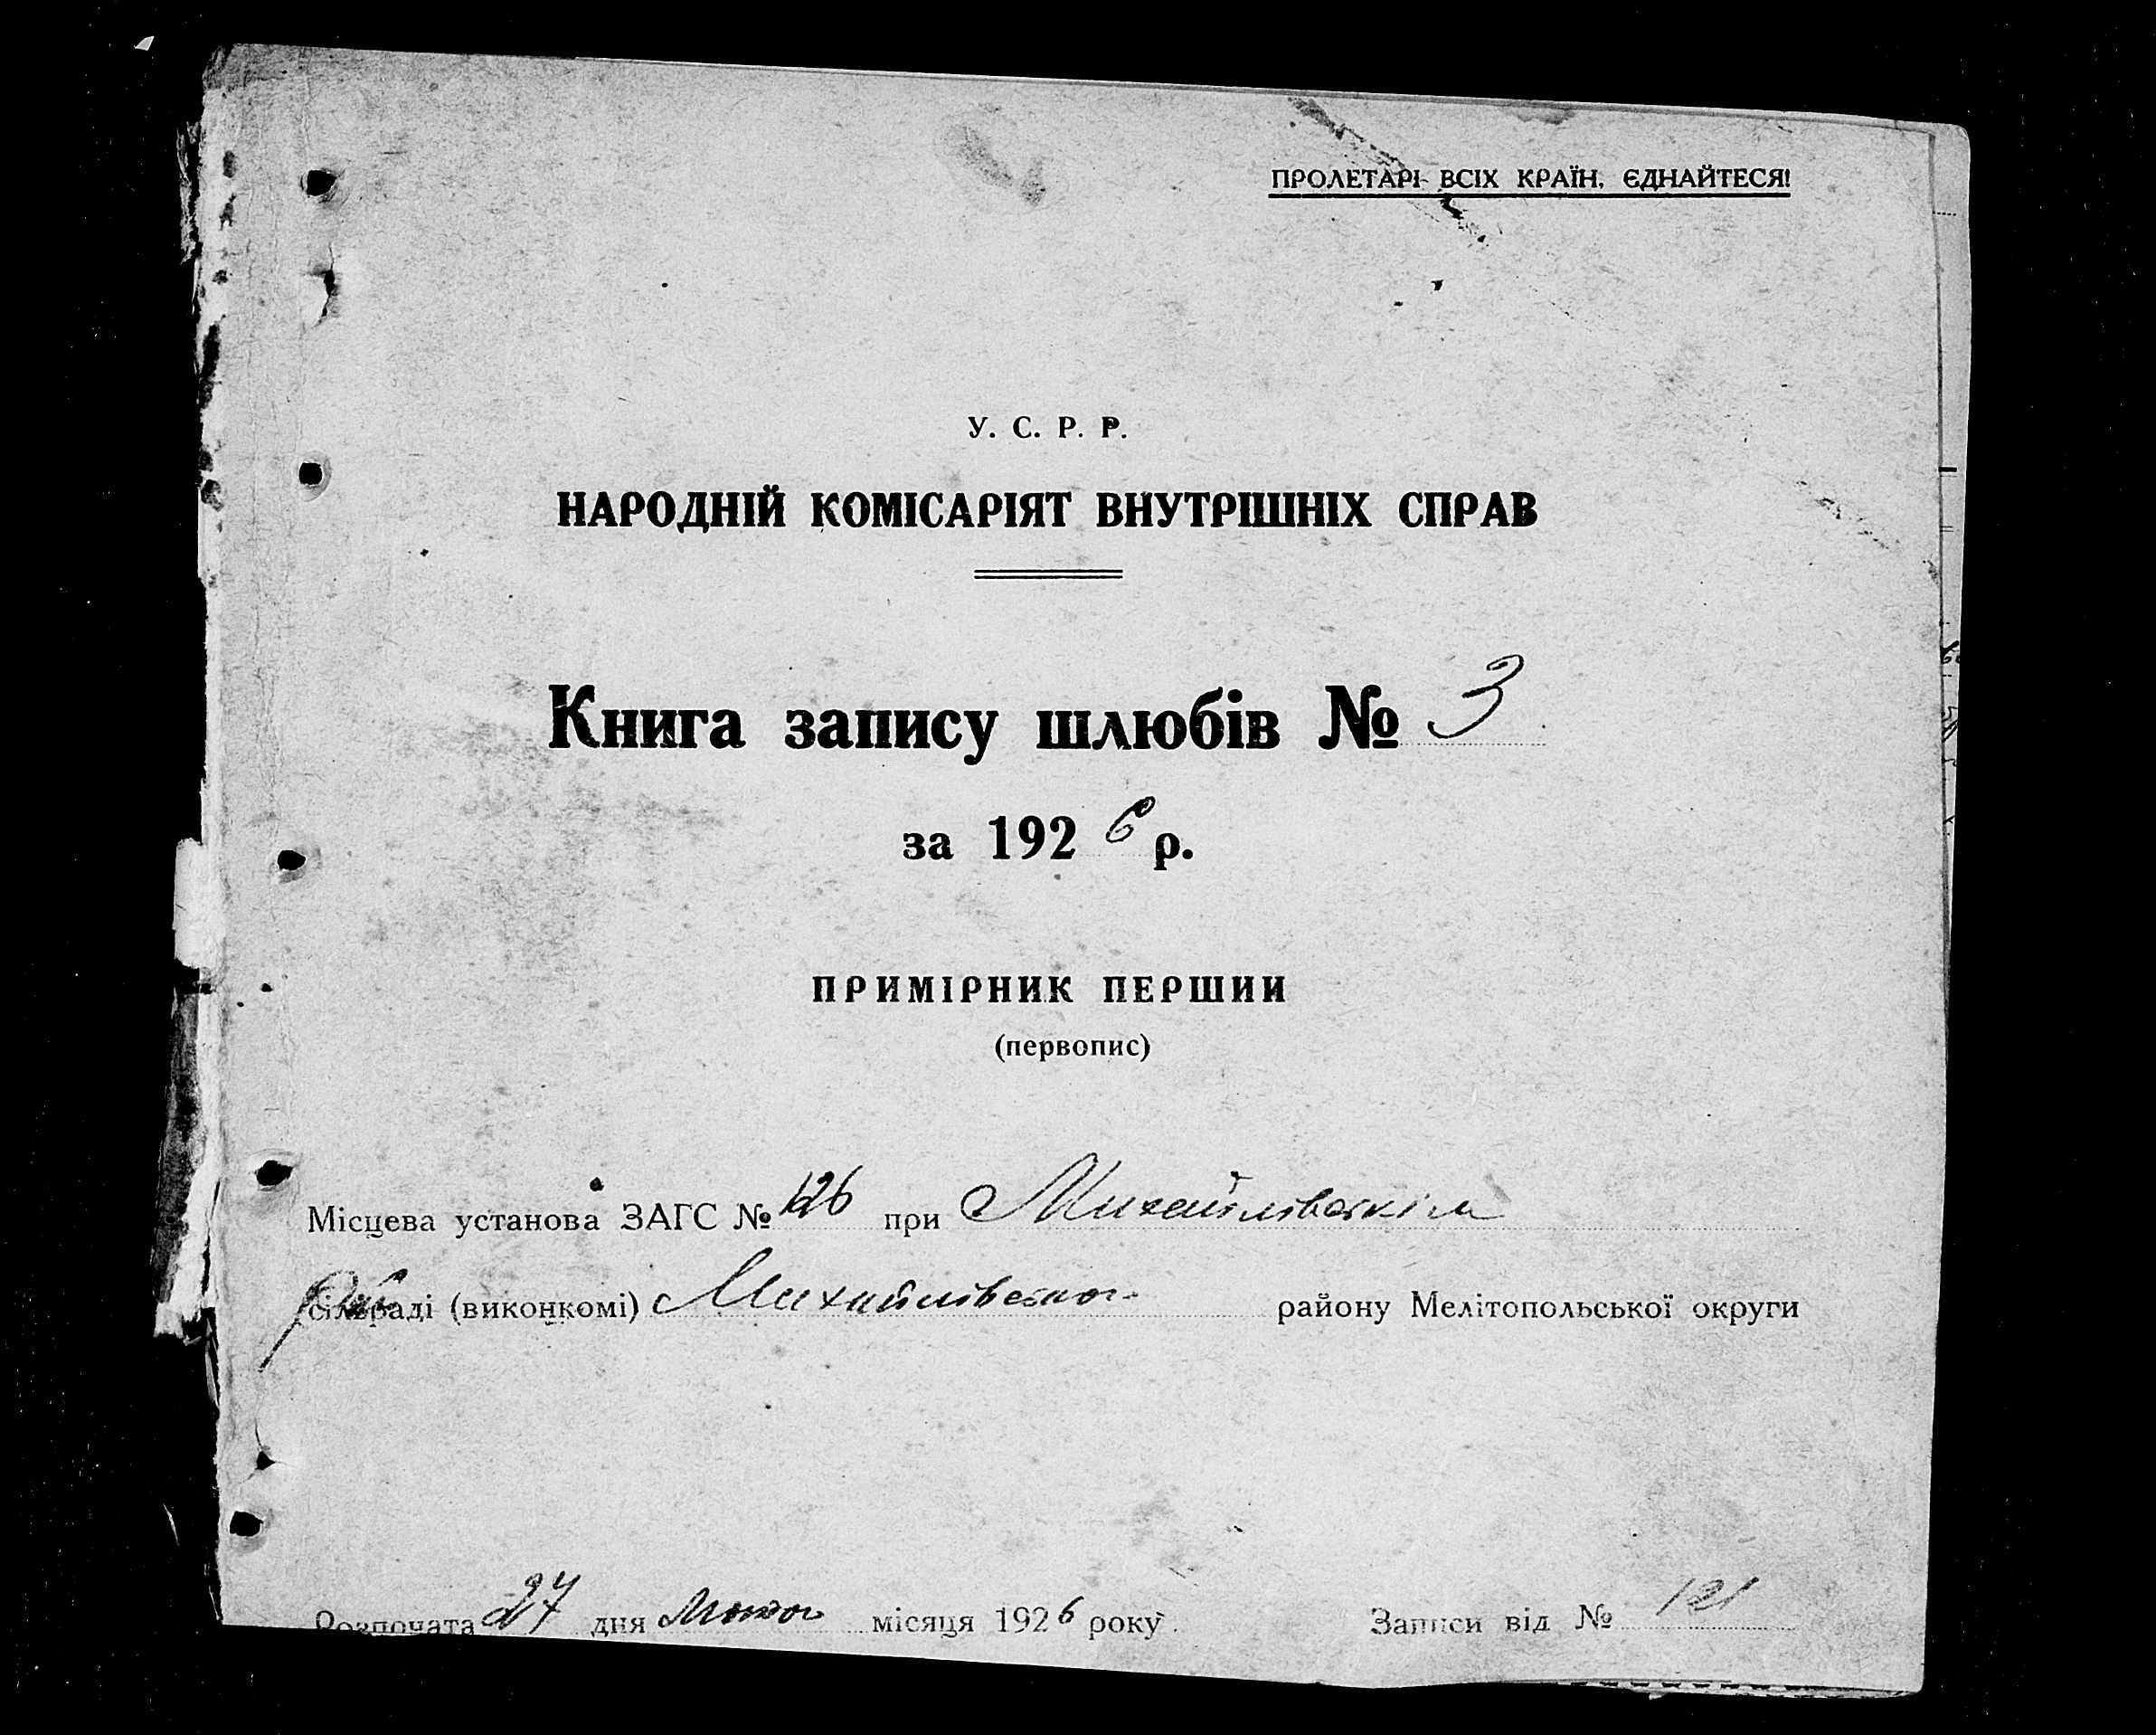 ПРОЛЕТАРІ ВСІХ КРАЇН, ЄДНАЙТЕСЯ!
У. С. Р. Р.
НАРОДНІЙ КОМІСАРІЯТ ВНУТРІШНІХ СПРАВ
Книга запису шлюбів № 3
за 1926 р.
ПРИМІРНИК ПЕРШИЙ
(первопис)
Місцева установа ЗАГС № 126 при Михайлівскім
сільраді (виконкомі) Михайлівськог району Мелітопольської округи
Розпочата 27 дня місяця 1926 року. Записи від № 121